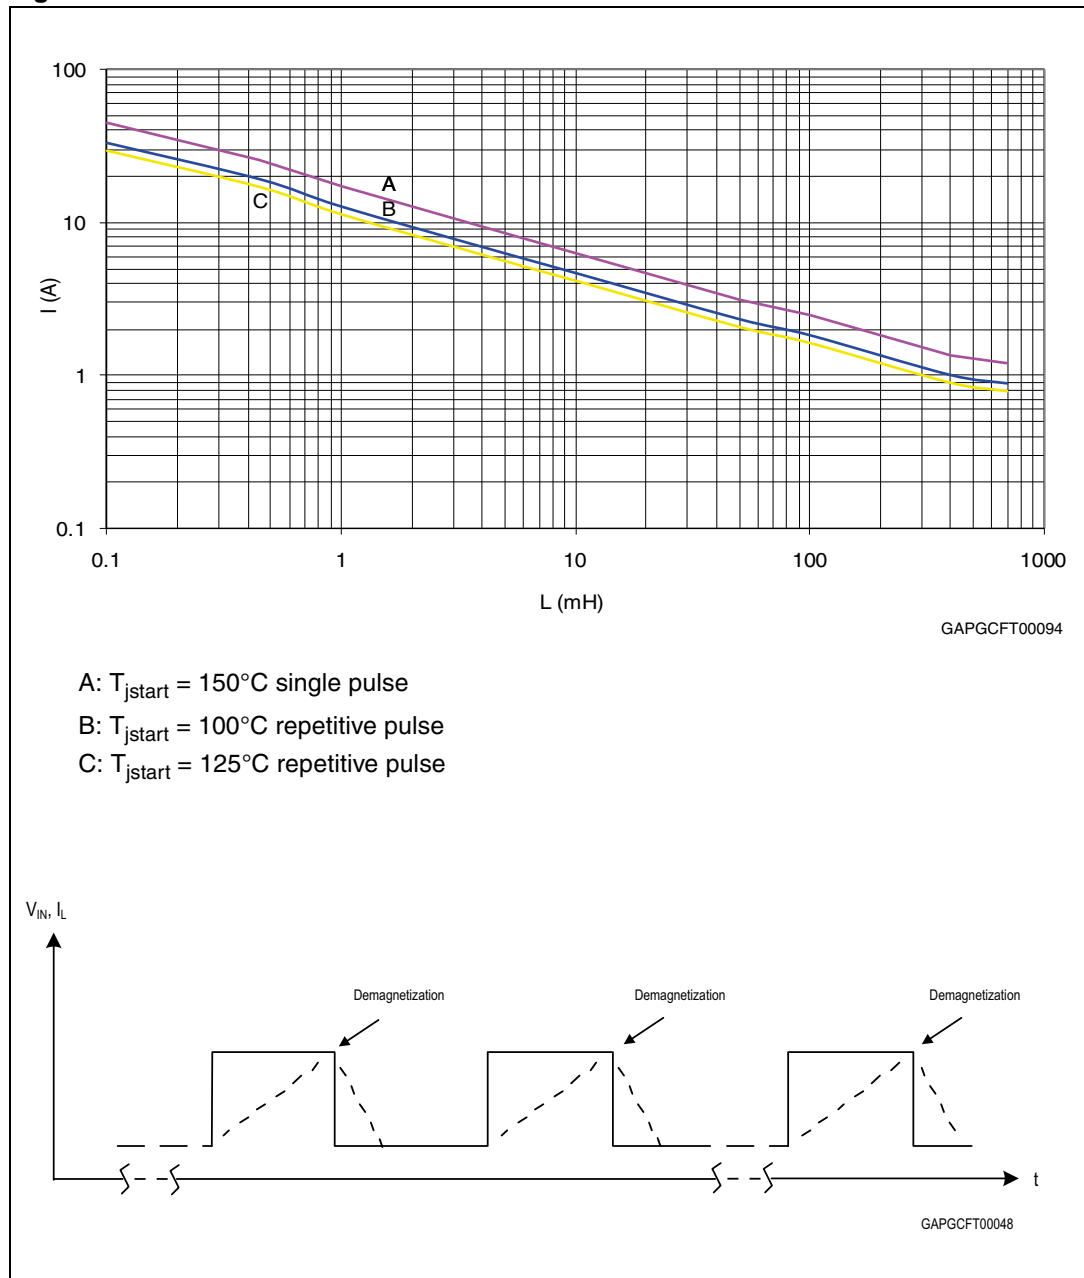 100
10
1
0.1
I (A)
A
B
C
0.1 1 10 100 1000
L (mH)
GAPGCFT00094
A: Tjstart = 150°C single pulse
B: Tjstart = 100°C repetitive pulse
C: Tjstart = 125°C repetitive pulse
VIN, IL
Demagnetization Demagnetization Demagnetization
t
GAPGCFT00048